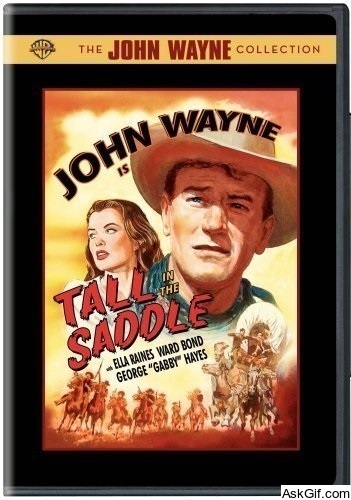 THE JOHN WAYNE COLLECTION
JOHN WAYNE
IS
TALL IN THE
SADDLE
with ELLA RAINES WARD BOND
GEORGE "GABBY" HAYES
AskGif.com